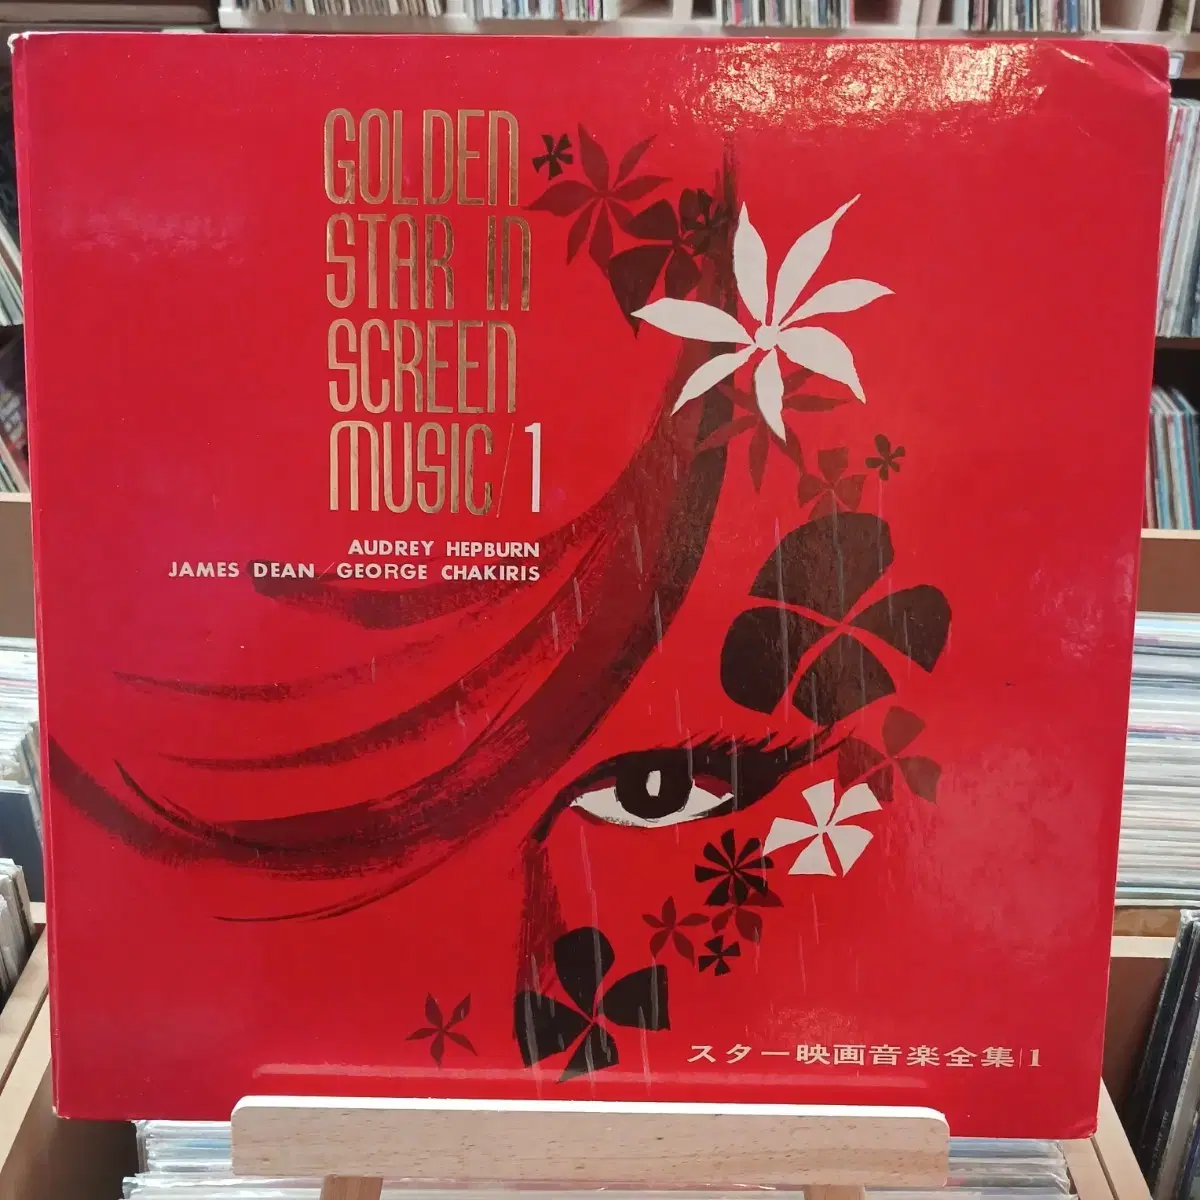 GOLDEN
STAR IN
SCREEN
MUSIC/1
AUDREY HEPBURN
JAMES DEAN/GEORGE CHAKIRIS
スター映画音楽全集/1